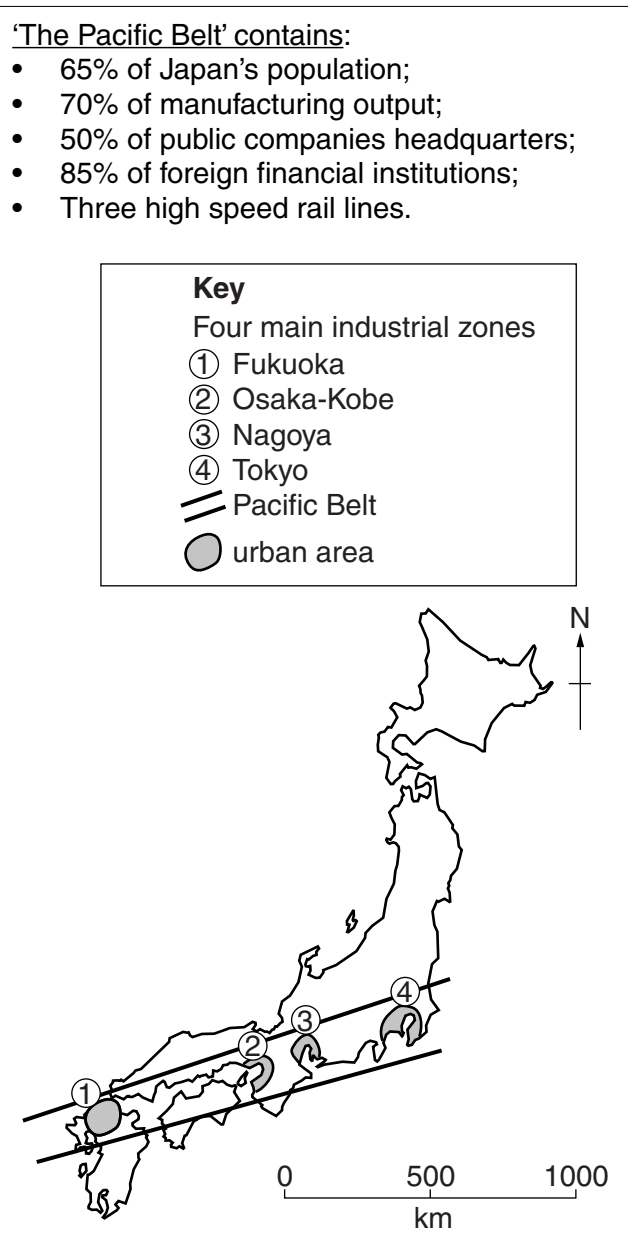 'The Pacific Belt' contains:
• 65% of Japan's population;
• 70% of manufacturing output;
• 50% of public companies headquarters;
• 85% of foreign financial institutions;
• Three high speed rail lines.
Key
Four main industrial zones
1 Fukuoka
2 Osaka-Kobe
3 Nagoya
4 Tokyo
Pacific Belt
urban area
N
4
3
2
1
0 500 1000
km